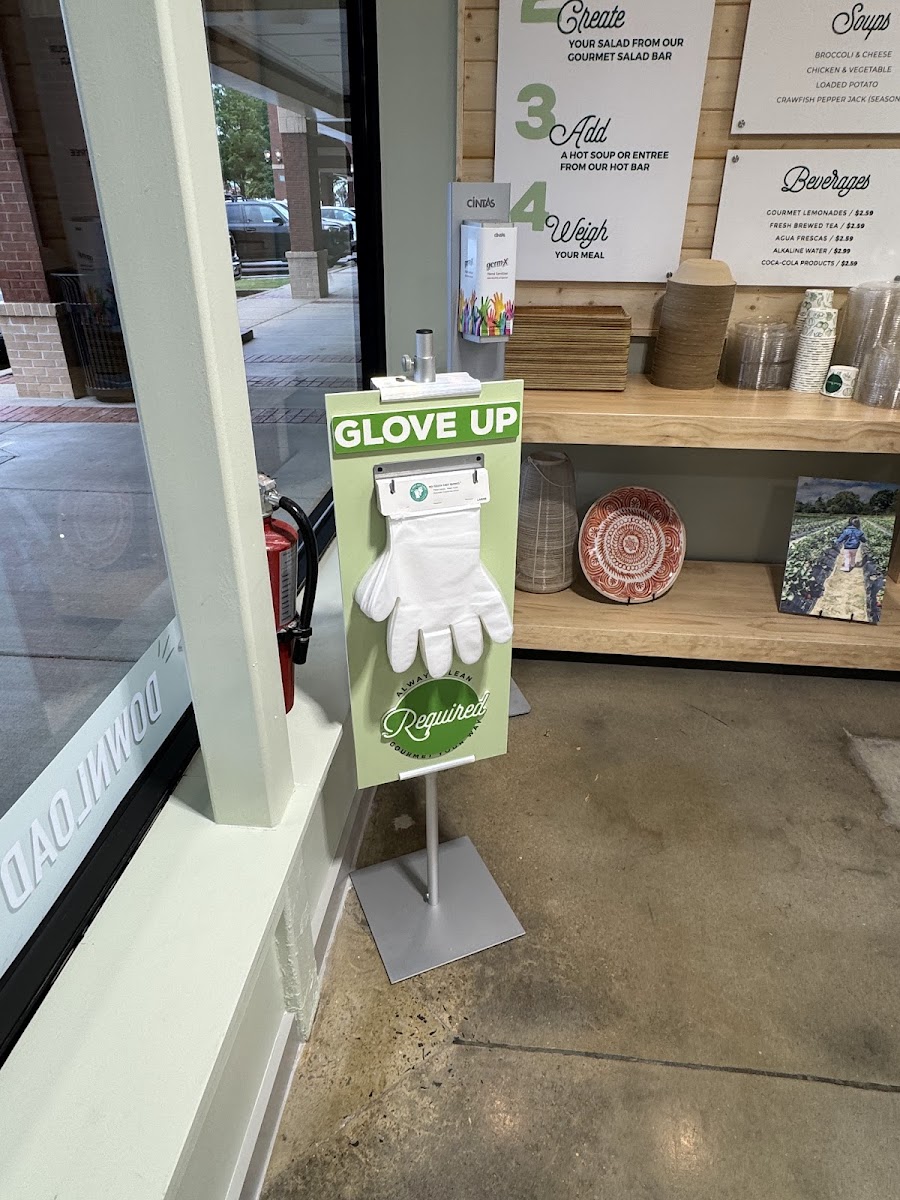 2 Create
YOUR SALAD FROM OUR
GOURMET SALAD BAR
3 Add
A HOT SOUP OR ENTREE
FROM OUR HOT BAR
4 Weigh
YOUR MEAL
Soups
BROCCOLI & CHEESE
CHICKEN & VEGETABLE
LOADED POTATO
CRAWFISH PEPPER JACK (SEASON
Beverages
GOURMET LEMONADES / $2.59
FRESH BREWED TEA / $2.59
AGUA FRESCAS / $2.59
ALKALINE WATER / $2.99
COCA-COLA PRODUCTS / $2.59
CINTAS
germX
GLOVE UP
Required
DOWNLOAD